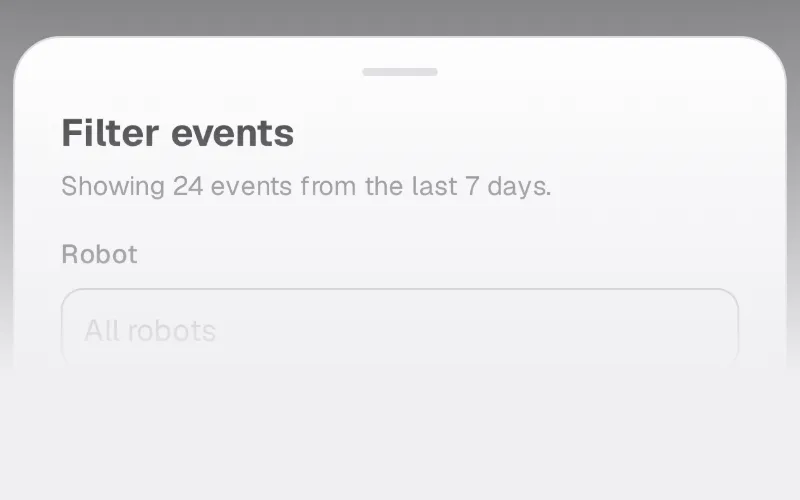 Filter events
Showing 24 events from the last 7 days.
Robot
All robots